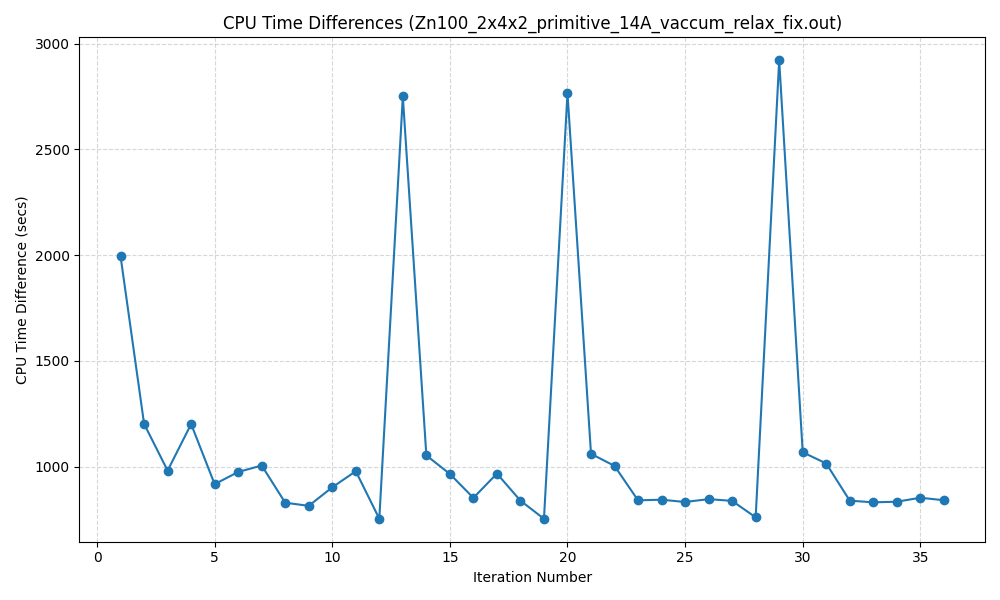 CPU Time Differences (Zn100_2x4x2_primitive_14A_vaccum_relax_fix.out)
CPU Time Difference (secs)
3000
2500
2000
1500
1000
0 5 10 15 20 25 30 35
Iteration Number